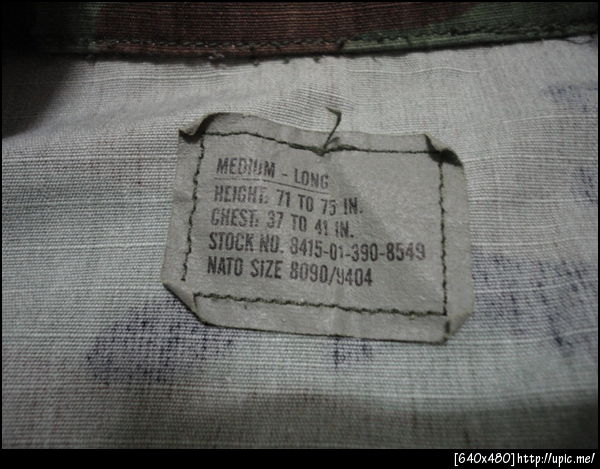 MEDIUM - LONG
HEIGHT: 71 TO 75 IN.
CHEST: 37 TO 41 IN.
STOCK NO. 8415-01-390-8549
NATO SIZE 8090/9404
[640x480]http://upic.me/